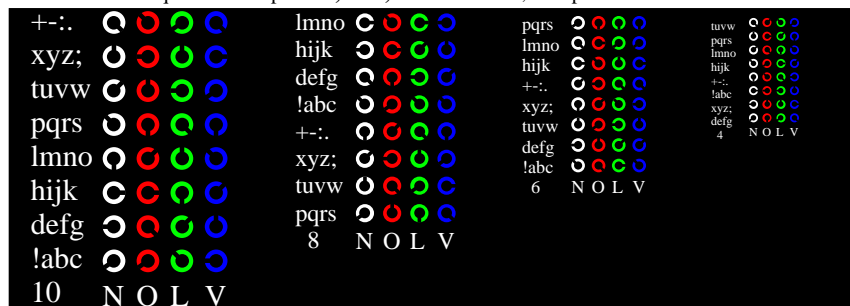 +-:.
xyz;
tuvw
pqrs
lmno
hijk
defg
!abc
10 N O L V
lmno
hijk
defg
!abc
+-:.
xyz;
tuvw
pqrs
8 N O L V
pqrs
lmno
hijk
+-:.
xyz;
tuvw
defg
!abc
6 N O L V
tuvw
pqrs
lmno
hijk
+-:.
!abc
xyz;
defg
4 N O L V